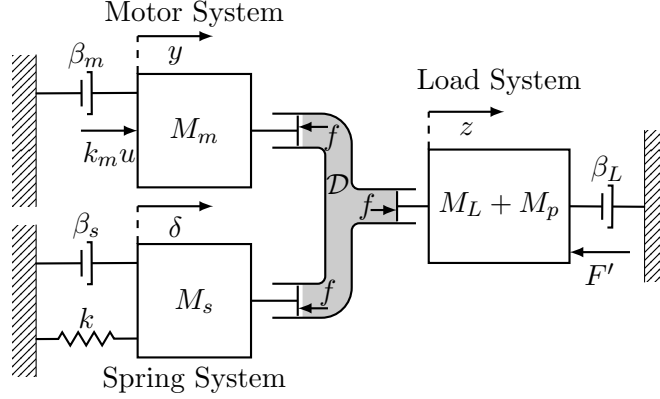 Motor System
β_m
y
k_m u
M_m
f
Load System
z
𝒟
f
M_L + M_p
β_L
F′
β_s
δ
k
M_s
f
Spring System